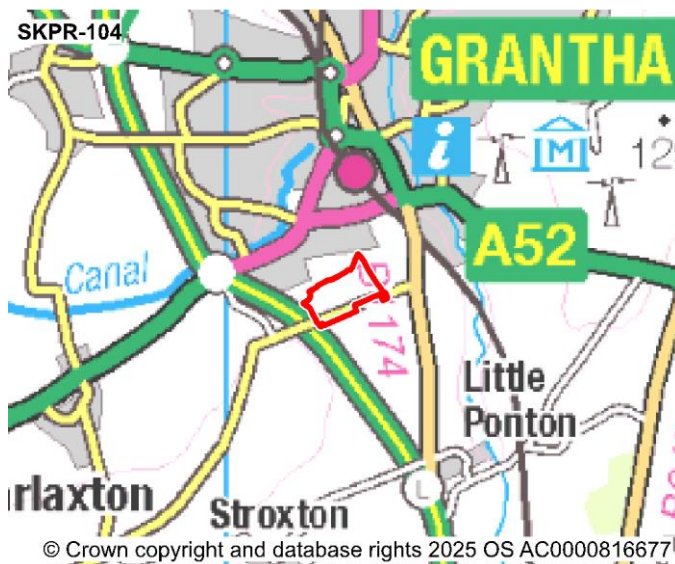 SKPR-104
GRANTHA
i
M
12
A52
Canal
B1174
Little
Ponton
rlaxton
Stroxton
L
© Crown copyright and database rights 2025 OS AC0000816677